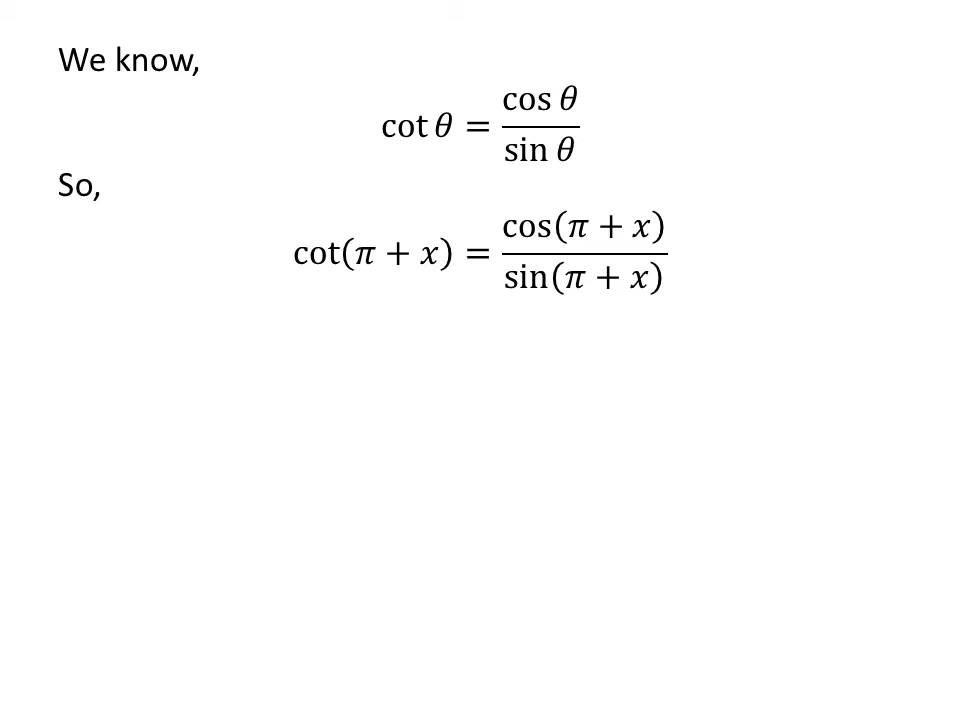 We know,
cot θ = cos θ / sin θ
So,
cot(π + x) = cos(π + x) / sin(π + x)